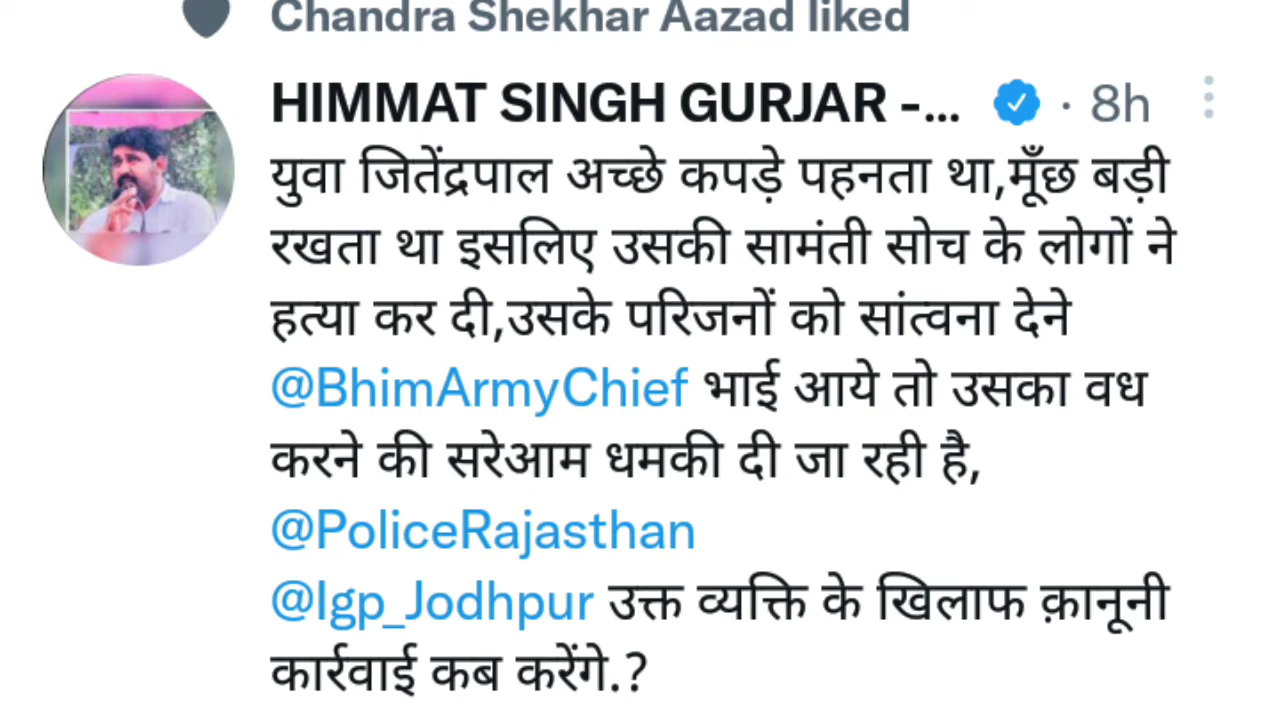 Chandra Shekhar Aazad liked
HIMMAT SINGH GURJAR -... · 8h
युवा जितेंद्रपाल अच्छे कपड़े पहनता था,मूँछ बड़ी
रखता था इसलिए उसकी सामंती सोच के लोगों ने
हत्या कर दी,उसके परिजनों को सांत्वना देने
@BhimArmyChief भाई आये तो उसका वध
करने की सरेआम धमकी दी जा रही है,
@PoliceRajasthan
@Igp_Jodhpur उक्त व्यक्ति के खिलाफ क़ानूनी
कार्रवाई कब करेंगे.?